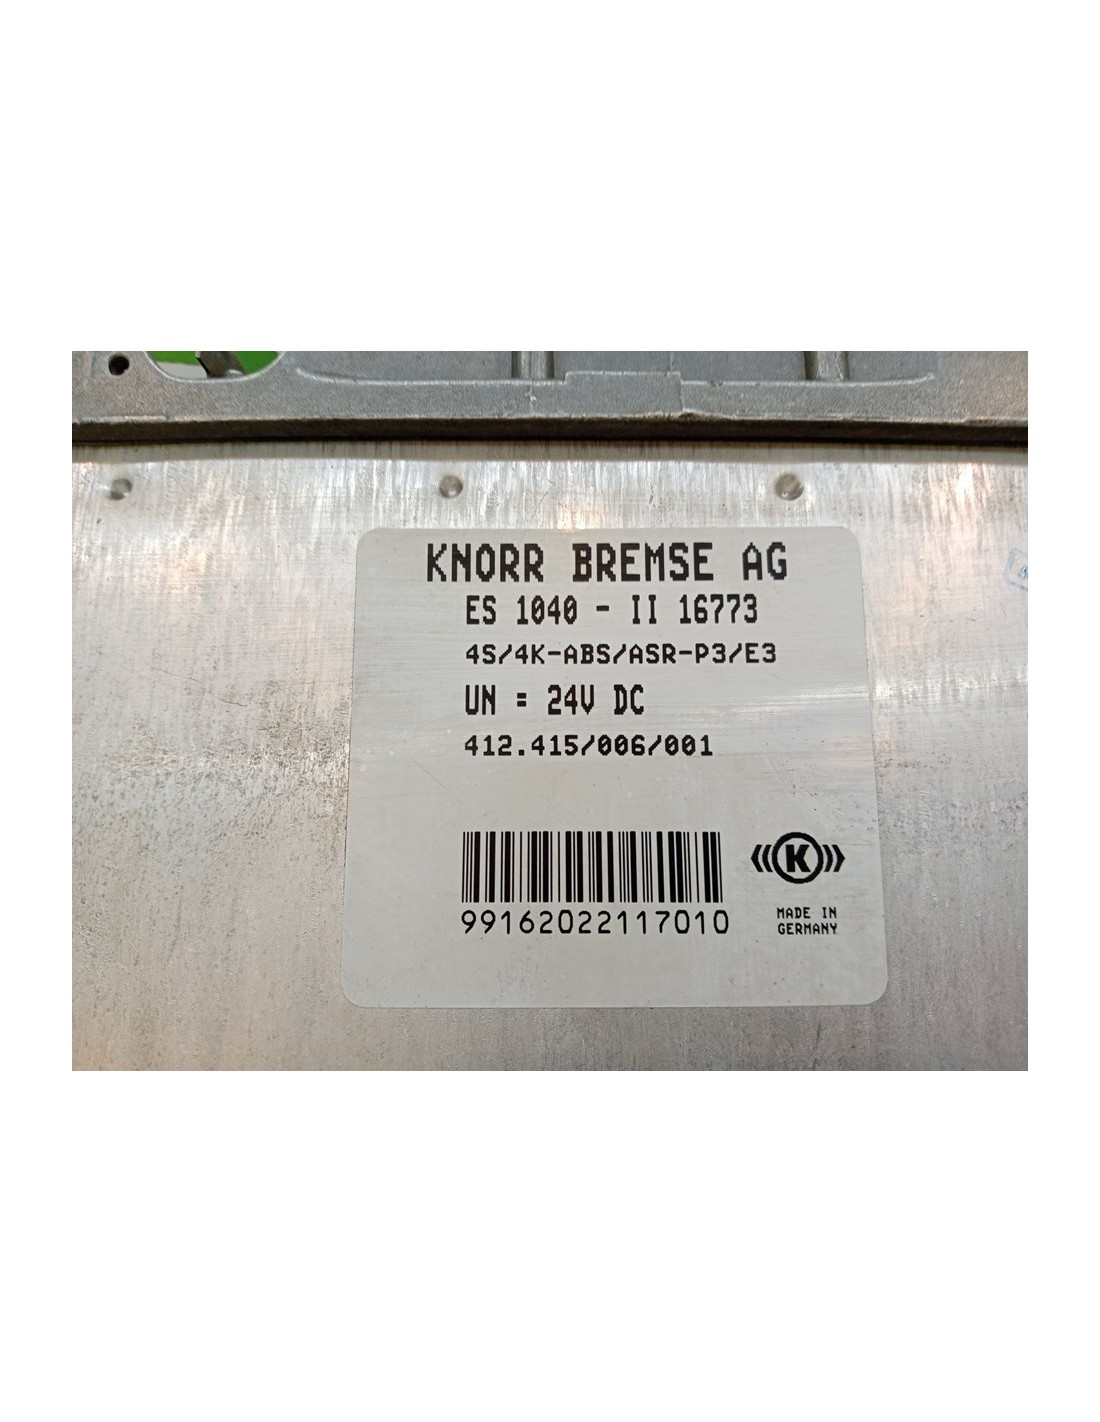 KNORR BREMSE AG
ES 1040 - II 16773
4S/4K-ABS/ASR-P3/E3
UN = 24V DC
412.415/006/001
99162022117010
K
MADE IN
GERMANY